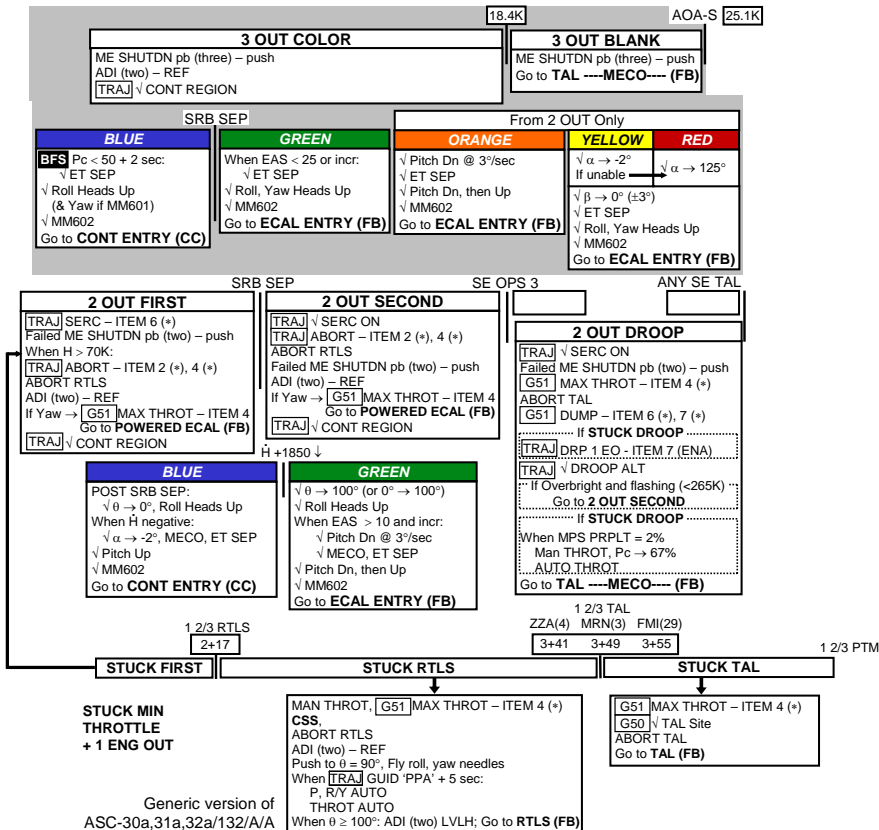 18.4K
AOA-S 25.1K
3 OUT COLOR
ME SHUTDN pb (three) – push
ADI (two) – REF
TRAJ √ CONT REGION
3 OUT BLANK
ME SHUTDN pb (three) – push
Go to TAL ----MECO---- (FB)
SRB SEP
From 2 OUT Only
BLUE
BFS Pc < 50 + 2 sec:
√ ET SEP
√ Roll Heads Up
(& Yaw if MM601)
√ MM602
Go to CONT ENTRY (CC)
GREEN
When EAS < 25 or incr:
√ ET SEP
√ Roll, Yaw Heads Up
√ MM602
Go to ECAL ENTRY (FB)
ORANGE
√ Pitch Dn @ 3°/sec
√ ET SEP
√ Pitch Dn, then Up
√ MM602
Go to ECAL ENTRY (FB)
YELLOW
RED
√ α → -2°
If unable
√ α → 125°
√ β → 0° (±3°)
√ ET SEP
√ Roll, Yaw Heads Up
√ MM602
Go to ECAL ENTRY (FB)
SRB SEP
SE OPS 3
ANY SE TAL
2 OUT FIRST
TRAJ SERC – ITEM 6 (∗)
Failed ME SHUTDN pb (two) – push
When H > 70K:
TRAJ ABORT – ITEM 2 (∗), 4 (∗)
ABORT RTLS
ADI (two) – REF
If Yaw → G51 MAX THROT – ITEM 4
Go to POWERED ECAL (FB)
TRAJ √ CONT REGION
2 OUT SECOND
TRAJ √ SERC ON
TRAJ ABORT – ITEM 2 (∗), 4 (∗)
ABORT RTLS
Failed ME SHUTDN pb (two) – push
ADI (two) – REF
If Yaw → G51 MAX THROT – ITEM 4
Go to POWERED ECAL (FB)
TRAJ √ CONT REGION
2 OUT DROOP
TRAJ √ SERC ON
Failed ME SHUTDN pb (two) – push
G51 MAX THROT – ITEM 4 (∗)
ABORT TAL
G51 DUMP – ITEM 6 (∗), 7 (∗)
If STUCK DROOP
TRAJ DRP 1 EO - ITEM 7 (ENA)
TRAJ √ DROOP ALT
If Overbright and flashing (<265K)
Go to 2 OUT SECOND
If STUCK DROOP
When MPS PRPLT = 2%
Man THROT, Pc → 67%
AUTO THROT
Go to TAL ----MECO---- (FB)
Ḣ +1850 ↓
BLUE
POST SRB SEP:
√ θ → 0°, Roll Heads Up
When Ḣ negative:
√ α → -2°, MECO, ET SEP
√ Pitch Up
√ MM602
Go to CONT ENTRY (CC)
GREEN
√ θ → 100° (or 0° → 100°)
√ Roll Heads Up
When EAS > 10 and incr:
√ Pitch Dn @ 3°/sec
√ MECO, ET SEP
√ Pitch Dn, then Up
√ MM602
Go to ECAL ENTRY (FB)
1 2/3 RTLS
2+17
1 2/3 TAL
ZZA(4) MRN(3) FMI(29)
3+41 3+49 3+55
1 2/3 PTM
STUCK FIRST
STUCK RTLS
STUCK TAL
STUCK MIN
THROTTLE
+ 1 ENG OUT
MAN THROT, G51 MAX THROT – ITEM 4 (∗)
CSS,
ABORT RTLS
ADI (two) – REF
Push to θ = 90°, Fly roll, yaw needles
When TRAJ GUID 'PPA' + 5 sec:
P, R/Y AUTO
THROT AUTO
When θ ≥ 100°: ADI (two) LVLH; Go to RTLS (FB)
G51 MAX THROT – ITEM 4 (∗)
G50 √ TAL Site
ABORT TAL
Go to TAL (FB)
Generic version of
ASC-30a,31a,32a/132/A/A